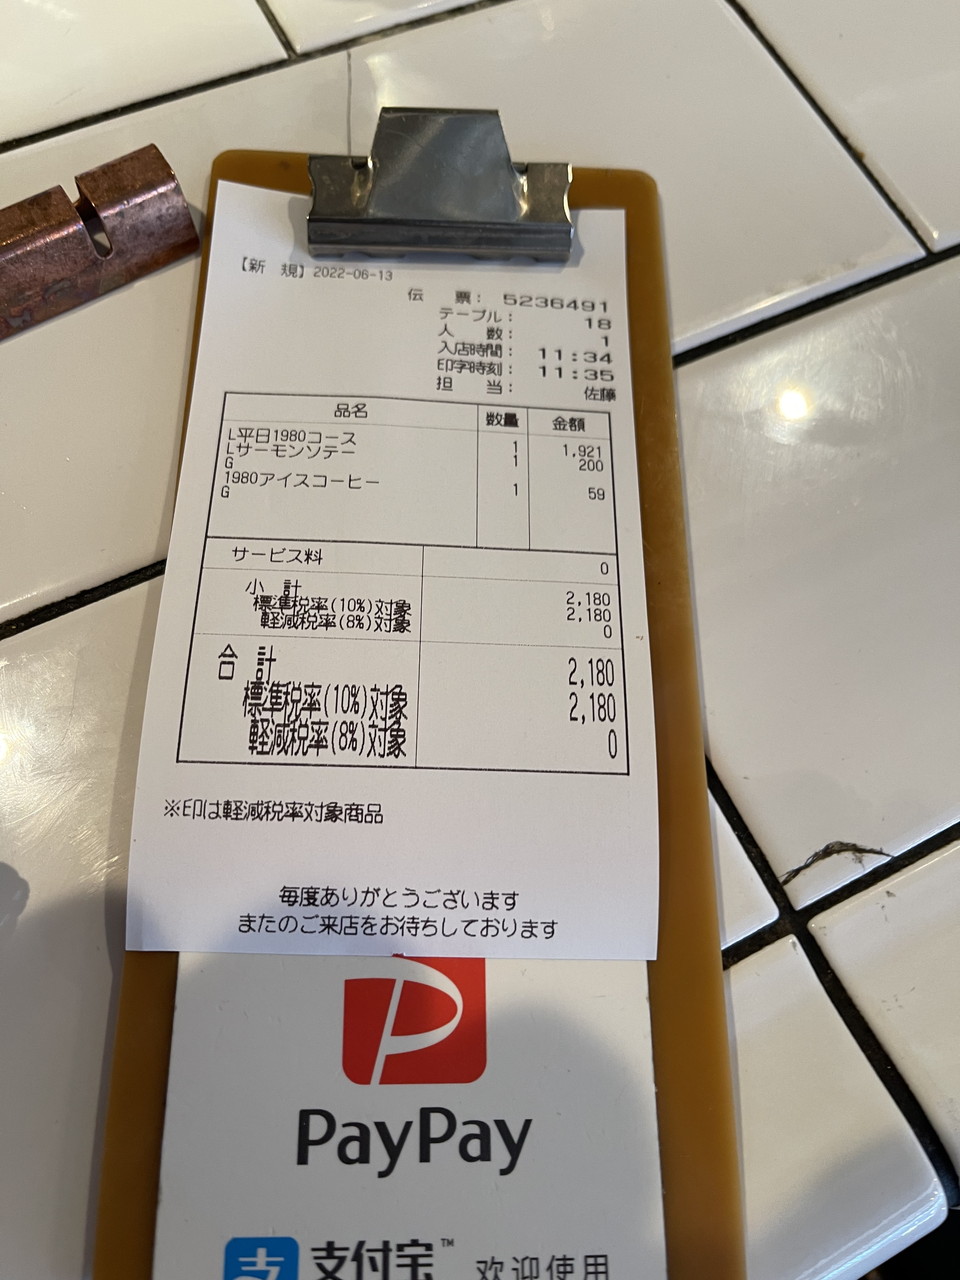 【新 規】2022-06-13
伝 票： 5236491
テーブル： 18
人 数： 1
入店時間： 11:34
印字時刻： 11:35
担 当： 佐藤
品名 数量 金額
L平日1980コース 1 1,921
Lサーモンソテー 1 200
G
1980アイスコーヒー 1 59
G
サービス料 0
小 計 2,180
標準税率(10%)対象 2,180
軽減税率(8%)対象 0
合 計 2,180
標準税率(10%)対象 2,180
軽減税率(8%)対象 0
※印は軽減税率対象商品
毎度ありがとうございます
またのご来店をお待ちしております
PayPay
支 支付宝™ 欢迎使用